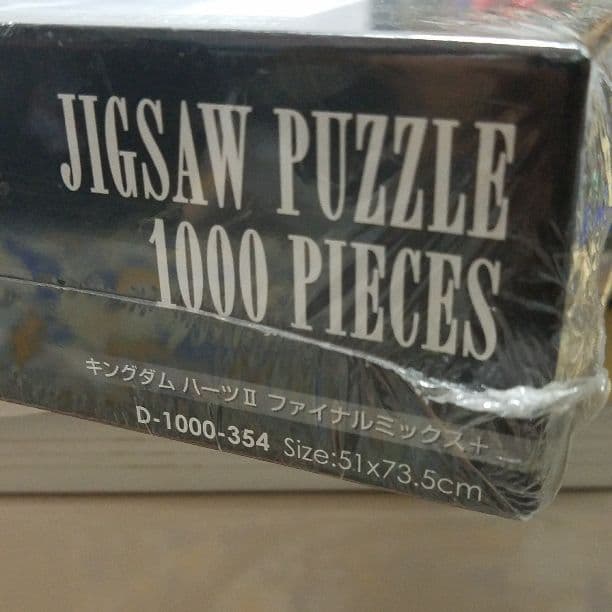 JIGSAW PUZZLE
1000 PIECES
キングダム ハーツII ファイナルミックス+
D-1000-354 Size:51x73.5cm